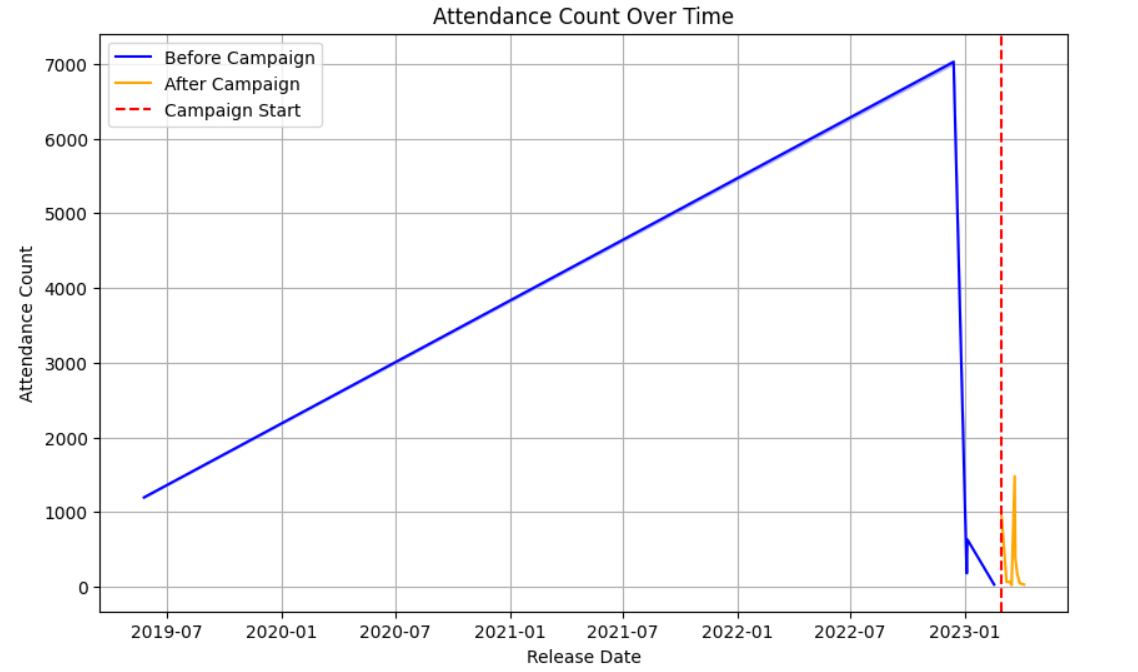 Attendance Count Over Time
Before Campaign
After Campaign
Campaign Start
Attendance Count
7000
6000
5000
4000
3000
2000
1000
0
2019-07 2020-01 2020-07 2021-01 2021-07 2022-01 2022-07 2023-01
Release Date